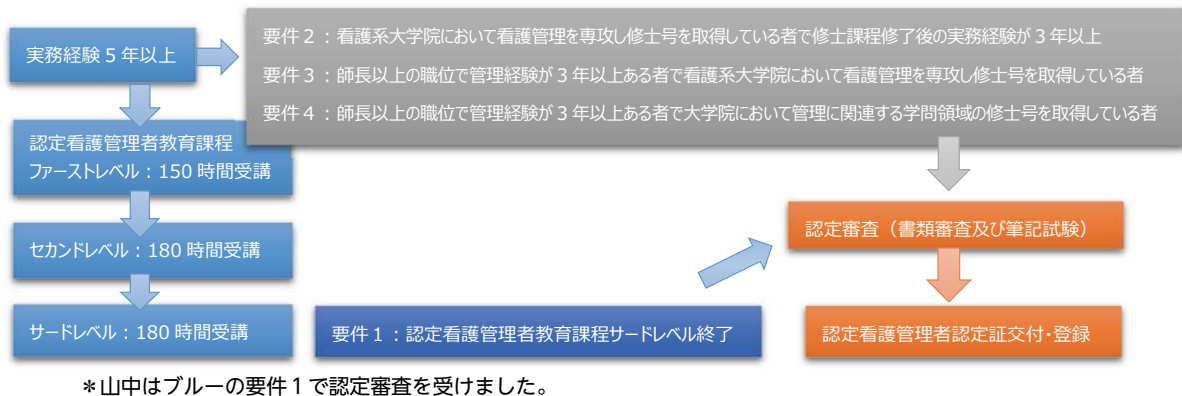 実務経験5年以上
要件2：看護系大学院において看護管理を専攻し修士号を取得している者で修士課程修了後の実務経験が3年以上
要件3：師長以上の職位で管理経験が3年以上ある者で看護系大学院において看護管理を専攻し修士号を取得している者
要件4：師長以上の職位で管理経験が3年以上ある者で大学院において管理に関連する学問領域の修士号を取得している者
認定看護管理者教育課程
ファーストレベル：150時間受講
セカンドレベル：180時間受講
サードレベル：180時間受講
要件1：認定看護管理者教育課程サードレベル終了
認定審査（書類審査及び筆記試験）
認定看護管理者認定証交付・登録
＊山中はブルーの要件1で認定審査を受けました。